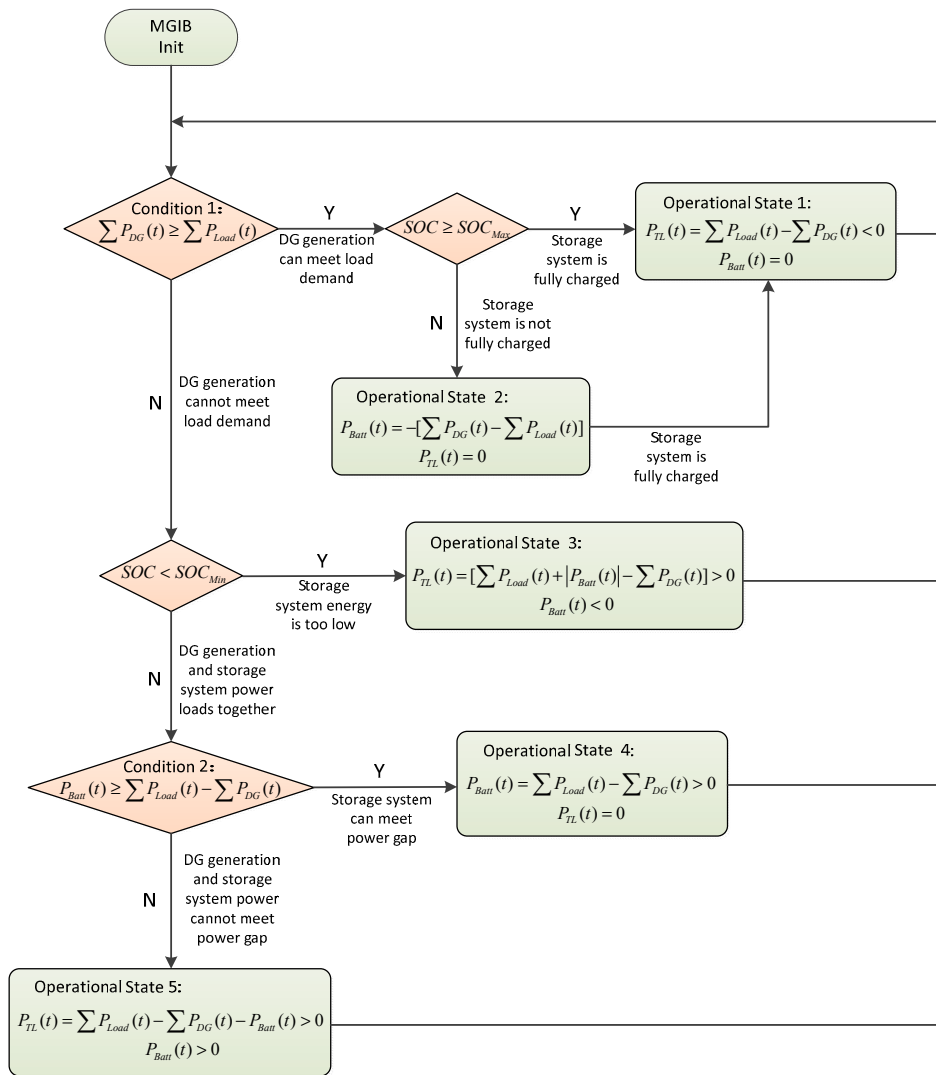 MGIB
Init
Condition 1:
∑ P_DG(t) ≥ ∑ P_Load(t)
Y
DG generation
can meet load
demand
SOC ≥ SOC_Max
Y
Storage
system is
fully charged
Operational State 1:
P_TL(t) = ∑ P_Load(t) − ∑ P_DG(t) < 0
P_Batt(t) = 0
N
Storage
system is not
fully charged
N
DG generation
cannot meet
load demand
Operational State 2:
P_Batt(t) = −[∑ P_DG(t) − ∑ P_Load(t)]
P_TL(t) = 0
Storage
system is
fully charged
SOC < SOC_Min
Y
Storage
system energy
is too low
Operational State 3:
P_TL(t) = [∑ P_Load(t) + |P_Batt(t)| − ∑ P_DG(t)] > 0
P_Batt(t) < 0
N
DG generation
and storage
system power
loads together
Condition 2:
P_Batt(t) ≥ ∑ P_Load(t) − ∑ P_DG(t)
Y
Storage system
can meet
power gap
Operational State 4:
P_Batt(t) = ∑ P_Load(t) − ∑ P_DG(t) > 0
P_TL(t) = 0
N
DG generation
and storage
system power
cannot meet
power gap
Operational State 5:
P_TL(t) = ∑ P_Load(t) − ∑ P_DG(t) − P_Batt(t) > 0
P_Batt(t) > 0